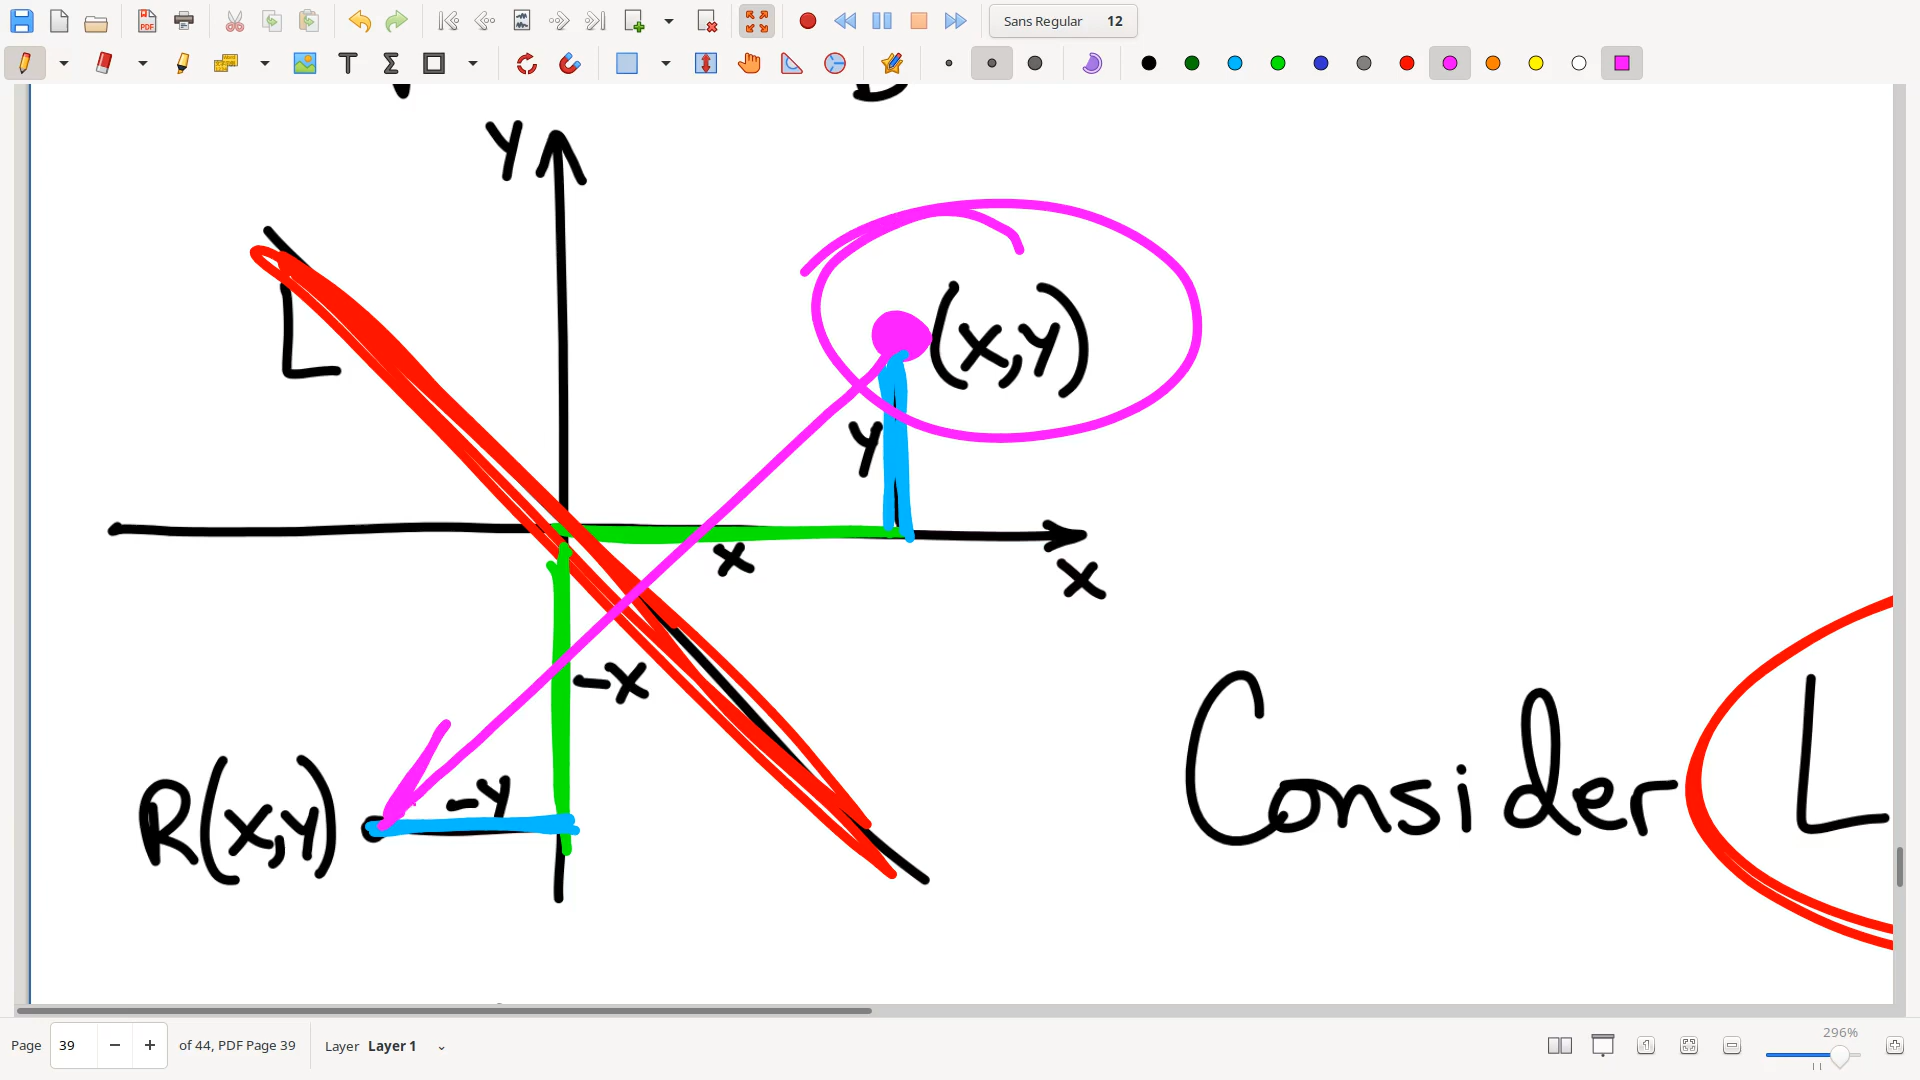 Sans Regular 12
Y
(x,y)
L
y
x
x
-x
R(x,y)
-y
Consider L
Page 39 of 44, PDF Page 39 Layer Layer 1 296%